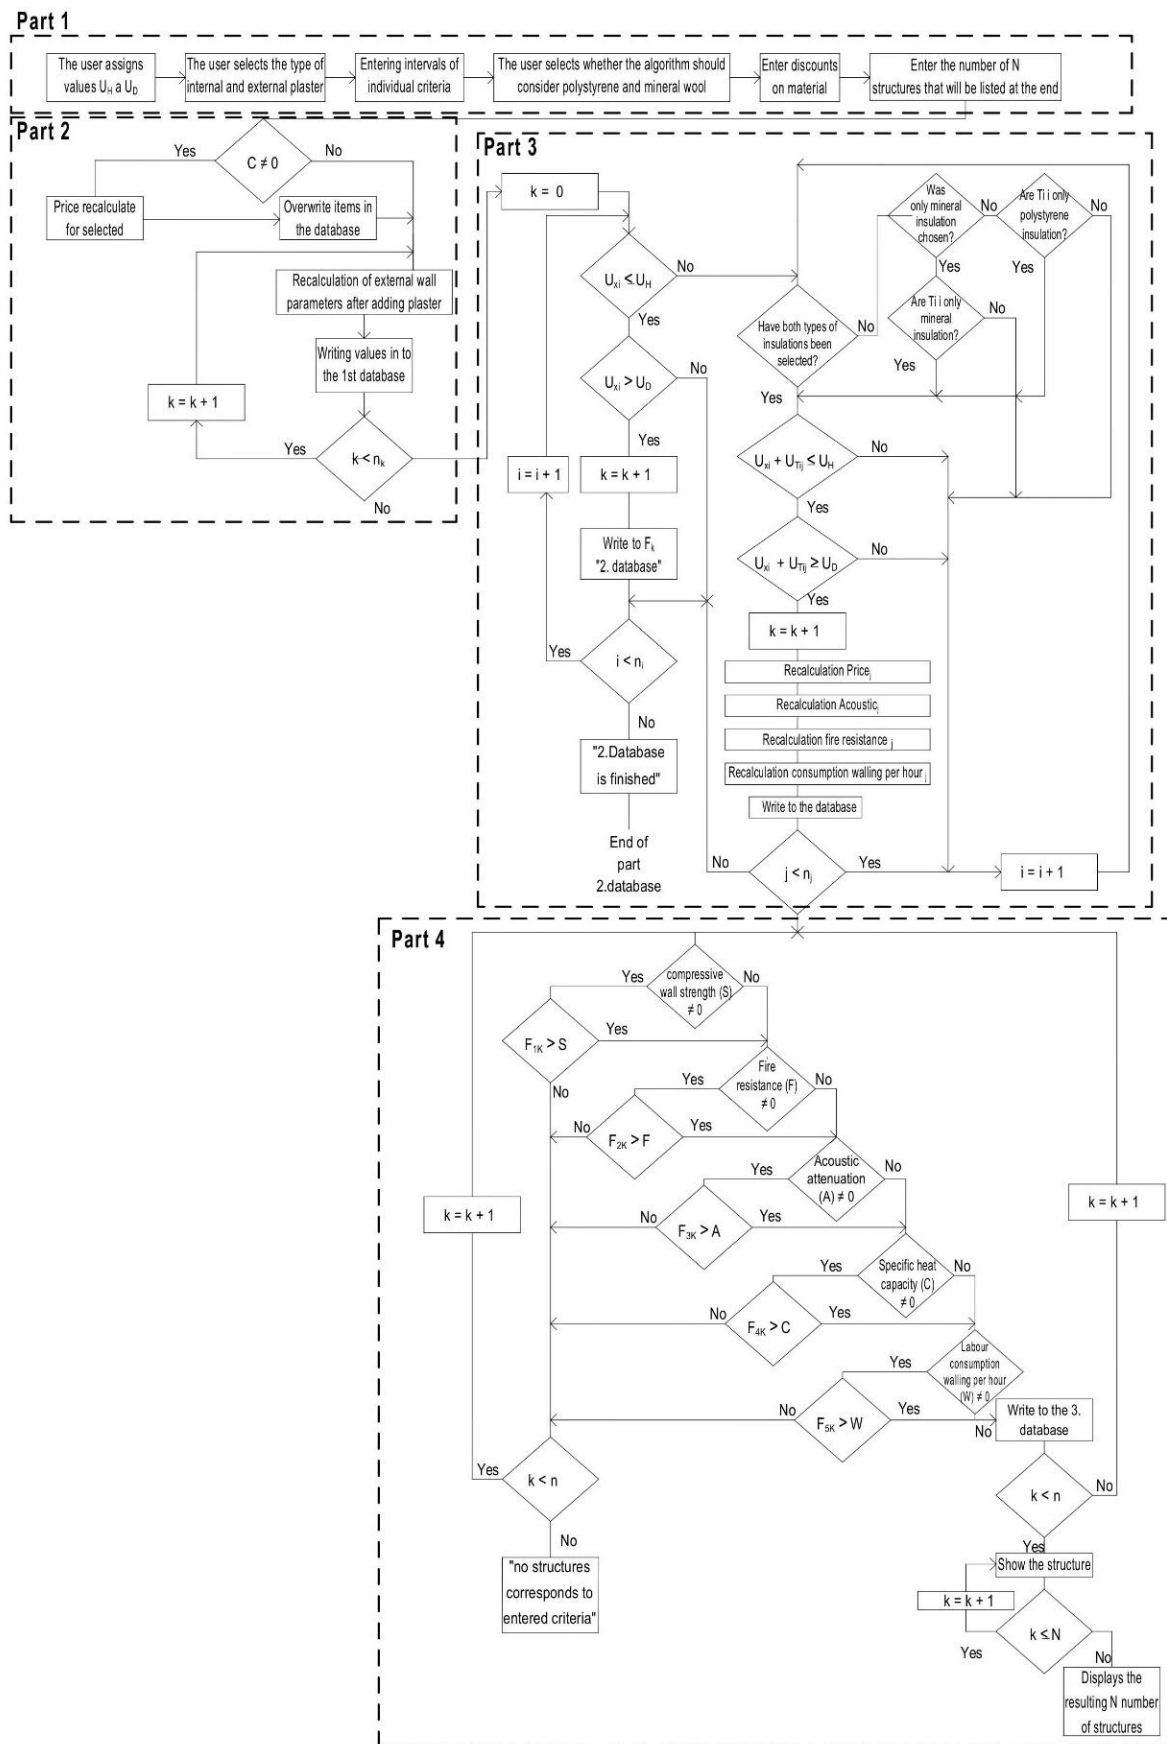 Part 1
The user assigns
values U_H a U_D
The user selects the type of
internal and external plaster
Entering intervals of
individual criteria
The user selects whether the algorithm should
consider polystyrene and mineral wool
Enter discounts
on material
Enter the number of N
structures that will be listed at the end
Part 2
Yes
C ≠ 0
No
Price recalculate
for selected
Overwrite items in
the database
Recalculation of external wall
parameters after adding plaster
Writing values in to
the 1st database
k = k + 1
Yes
k < n_k
No
Part 3
k = 0
U_xi ≤ U_H
No
Yes
U_xi > U_D
No
Yes
i = i + 1
k = k + 1
Write to F_k
"2. database"
Yes
i < n_i
No
"2.Database
is finished"
End of
part
2.database
Was
only mineral
insulation
chosen?
No
Are Ti i only
polystyrene
insulation?
No
Yes
Yes
Have both types of
insulations been
selected?
No
Are Ti i only
mineral
insulation?
No
Yes
Yes
U_xi + U_Tij ≤ U_H
No
Yes
U_xi + U_Tij ≥ U_D
No
Yes
k = k + 1
Recalculation Price_j
Recalculation Acoustic_j
Recalculation fire resistance_j
Recalculation consumption walling per hour_j
Write to the database
No
j < n_j
Yes
i = i + 1
Part 4
Yes
compressive
wall strength (S)
≠ 0
No
F_1K > S
Yes
No
Yes
Fire
resistance (F)
≠ 0
No
No
F_2K > F
Yes
Yes
Acoustic
attenuation
(A) ≠ 0
No
No
F_3K > A
Yes
k = k + 1
k = k + 1
Yes
Specific heat
capacity (C)
≠ 0
No
No
F_4K > C
Yes
Yes
Labour
consumption
walling per hour
(W) ≠ 0
No
F_5K > W
Yes
No
Write to the 3.
database
Yes
k < n
No
k < n
No
Yes
"no structures
corresponds to
entered criteria"
Show the structure
k = k + 1
k ≤ N
Yes
No
Displays the
resulting N number
of structures